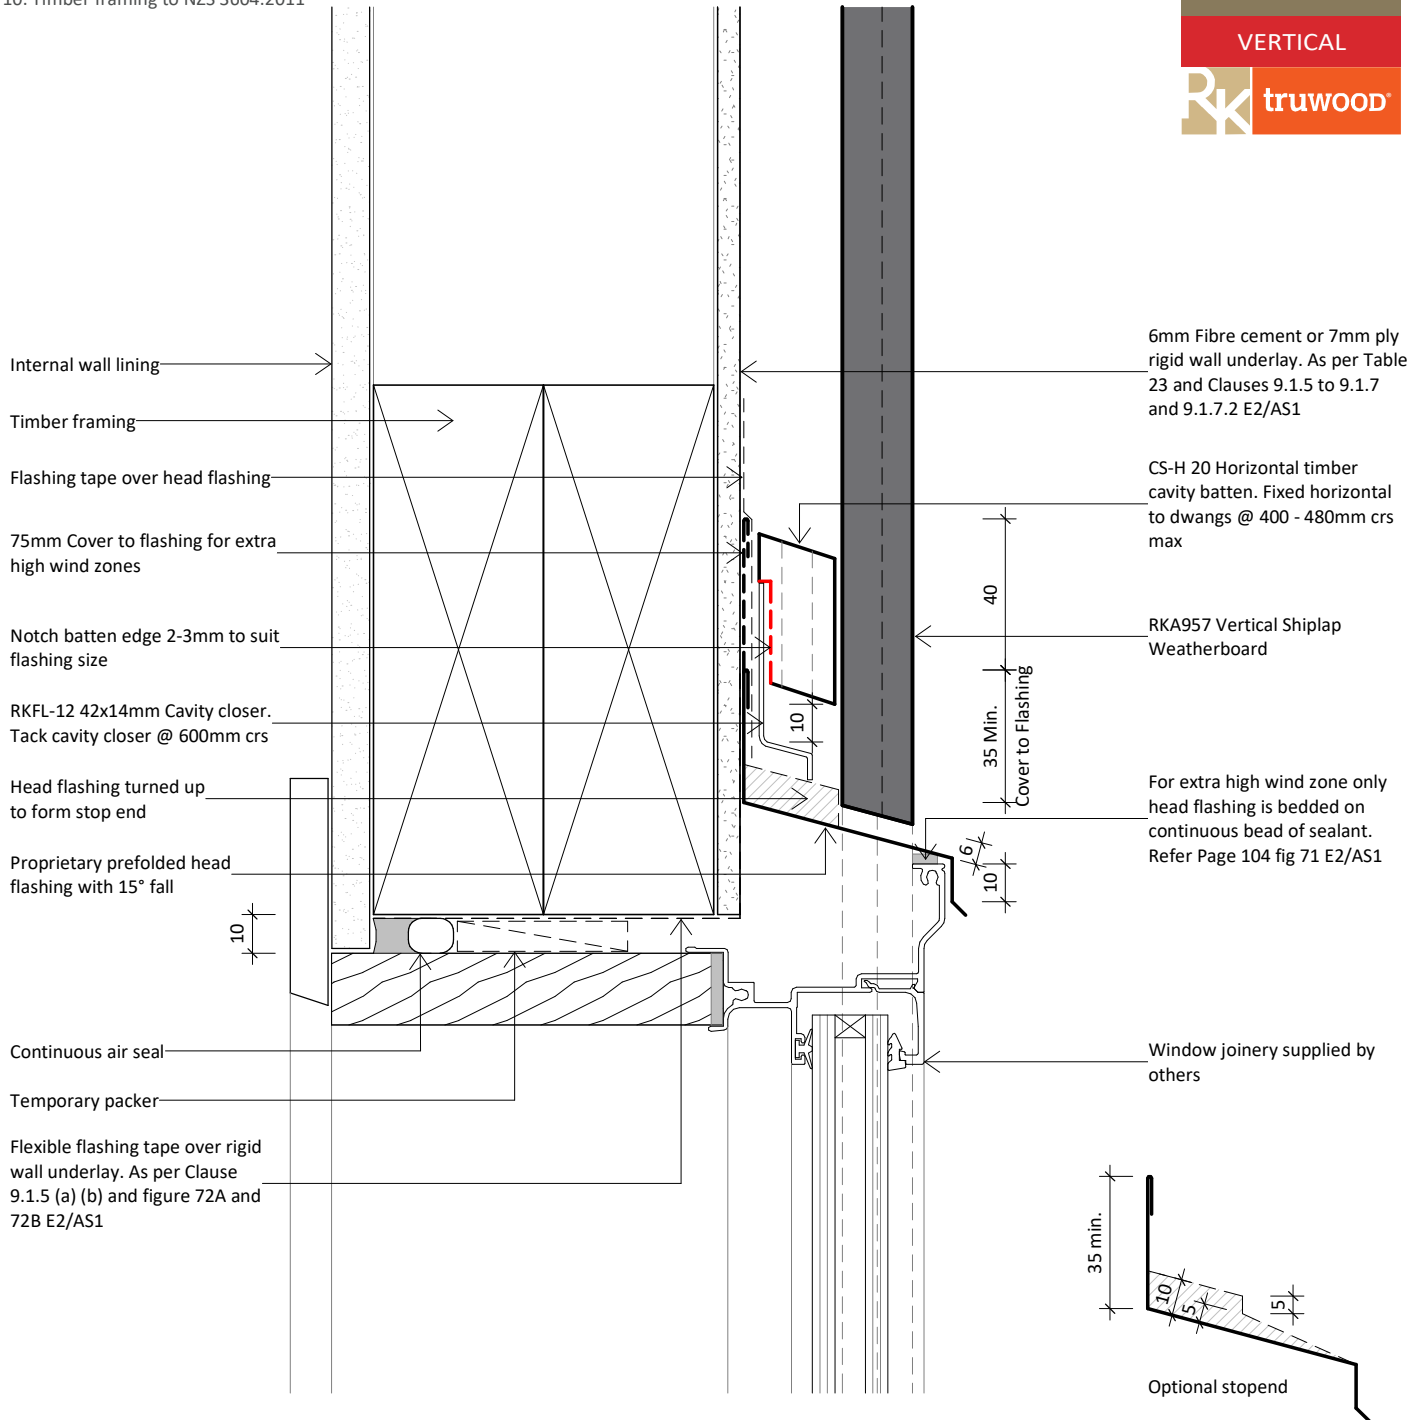 10. Timber framing to NZS 3604:2011
VERTICAL
RK truwood®
Internal wall lining
Timber framing
Flashing tape over head flashing
75mm Cover to flashing for extra
high wind zones
Notch batten edge 2-3mm to suit
flashing size
RKFL-12 42x14mm Cavity closer.
Tack cavity closer @ 600mm crs
Head flashing turned up
to form stop end
Proprietary prefolded head
flashing with 15° fall
10
Continuous air seal
Temporary packer
Flexible flashing tape over rigid
wall underlay. As per Clause
9.1.5 (a) (b) and figure 72A and
72B E2/AS1
6mm Fibre cement or 7mm ply
rigid wall underlay. As per Table
23 and Clauses 9.1.5 to 9.1.7
and 9.1.7.2 E2/AS1
CS-H 20 Horizontal timber
cavity batten. Fixed horizontal
to dwangs @ 400 - 480mm crs
max
40
RKA957 Vertical Shiplap
Weatherboard
10
35 Min.
Cover to Flashing
For extra high wind zone only
head flashing is bedded on
continuous bead of sealant.
Refer Page 104 fig 71 E2/AS1
6
10
Window joinery supplied by
others
35 min.
10
5
5
Optional stopend